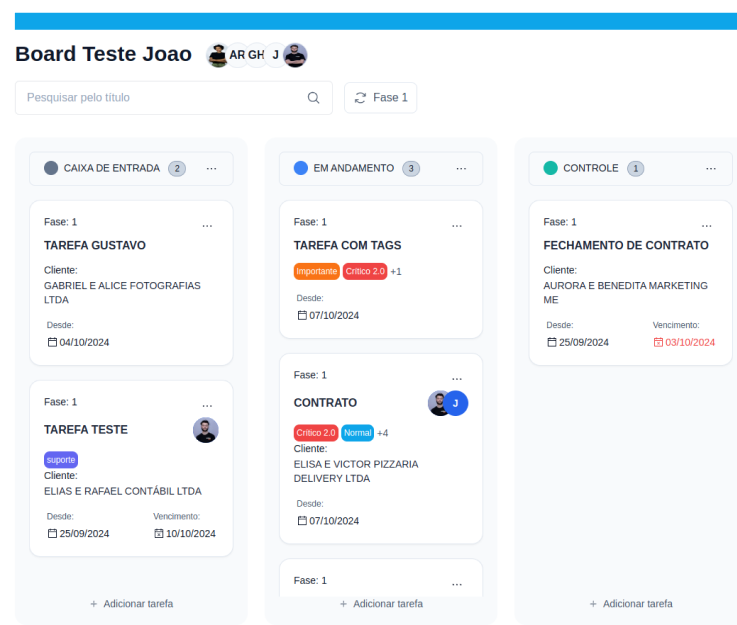 Board Teste Joao AR GH J
Pesquisar pelo título
Fase 1
CAIXA DE ENTRADA 2 ...
Fase: 1 ...
TAREFA GUSTAVO
Cliente:
GABRIEL E ALICE FOTOGRAFIAS
LTDA
Desde:
04/10/2024
Fase: 1 ...
TAREFA TESTE
suporte
Cliente:
ELIAS E RAFAEL CONTÁBIL LTDA
Desde: Vencimento:
25/09/2024 10/10/2024
+ Adicionar tarefa
EM ANDAMENTO 3 ...
Fase: 1 ...
TAREFA COM TAGS
Importante Crítico 2.0 +1
Desde:
07/10/2024
Fase: 1 ...
CONTRATO J
Crítico 2.0 Normal +4
Cliente:
ELISA E VICTOR PIZZARIA
DELIVERY LTDA
Desde:
07/10/2024
Fase: 1 ...
+ Adicionar tarefa
CONTROLE 1 ...
Fase: 1 ...
FECHAMENTO DE CONTRATO
Cliente:
AURORA E BENEDITA MARKETING
ME
Desde: Vencimento:
25/09/2024 03/10/2024
+ Adicionar tarefa